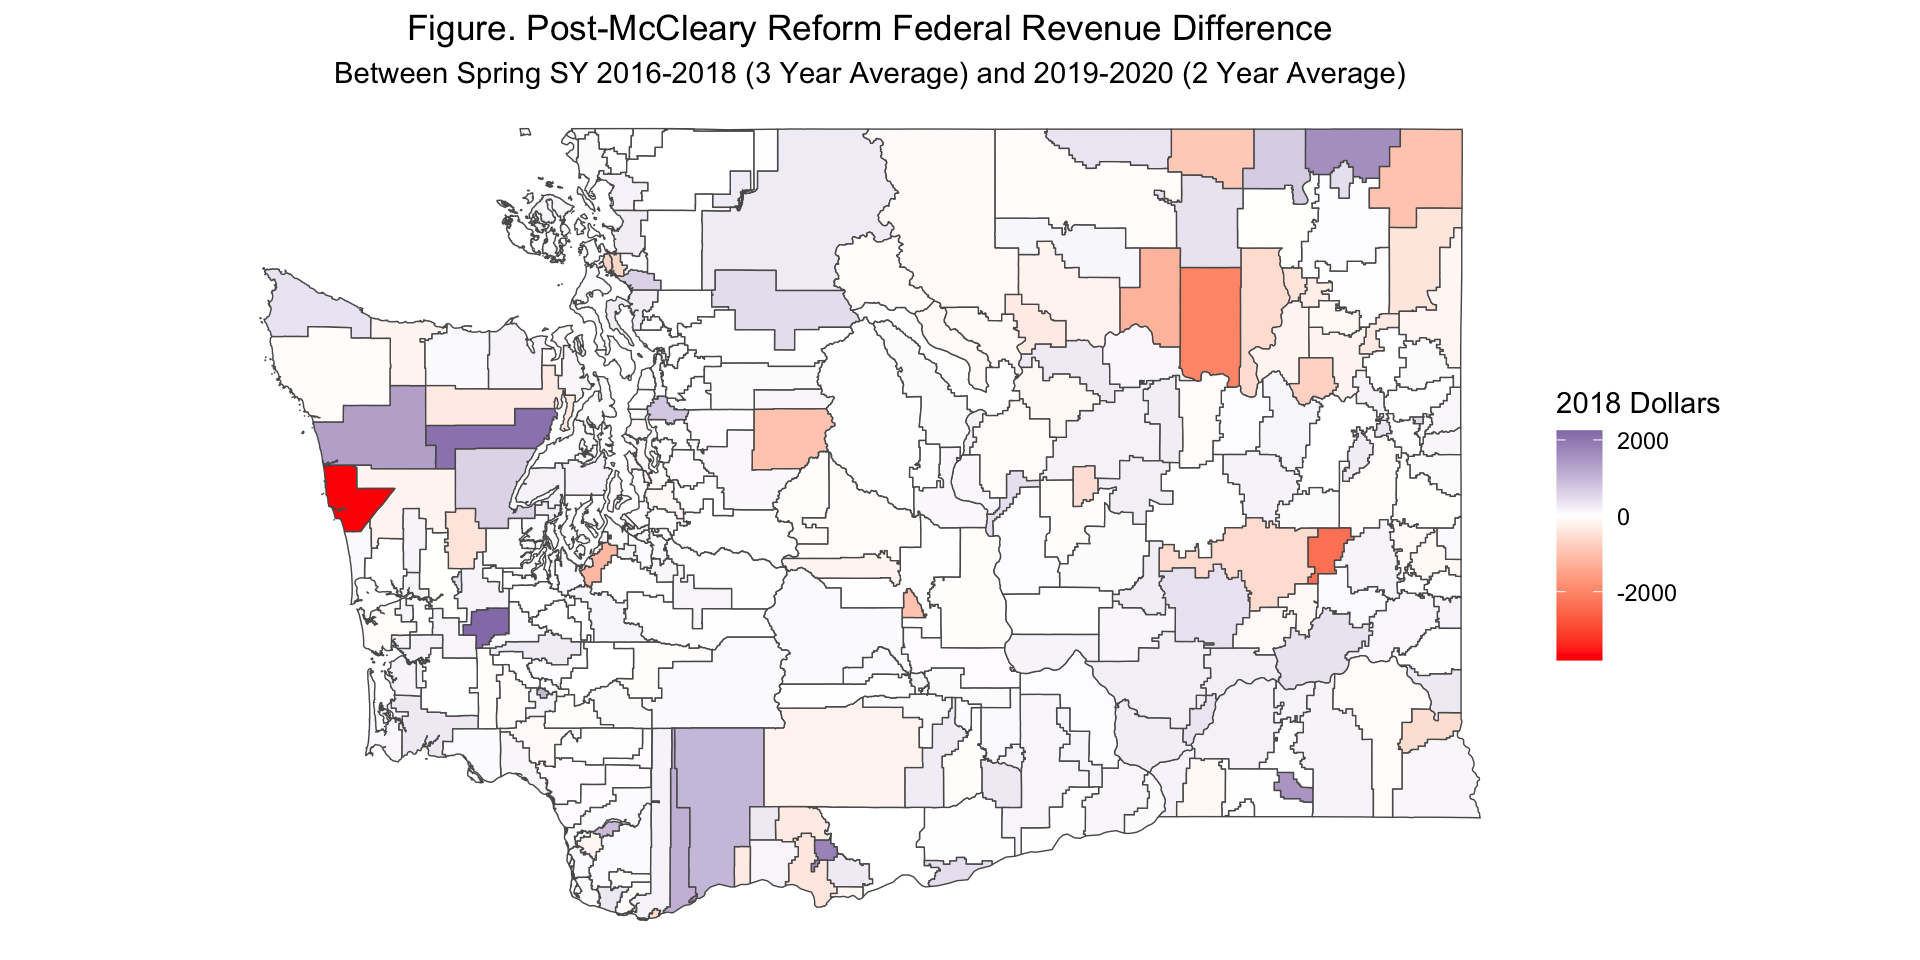 Figure. Post-McCleary Reform Federal Revenue Difference
Between Spring SY 2016-2018 (3 Year Average) and 2019-2020 (2 Year Average)
2018 Dollars
2000
0
-2000